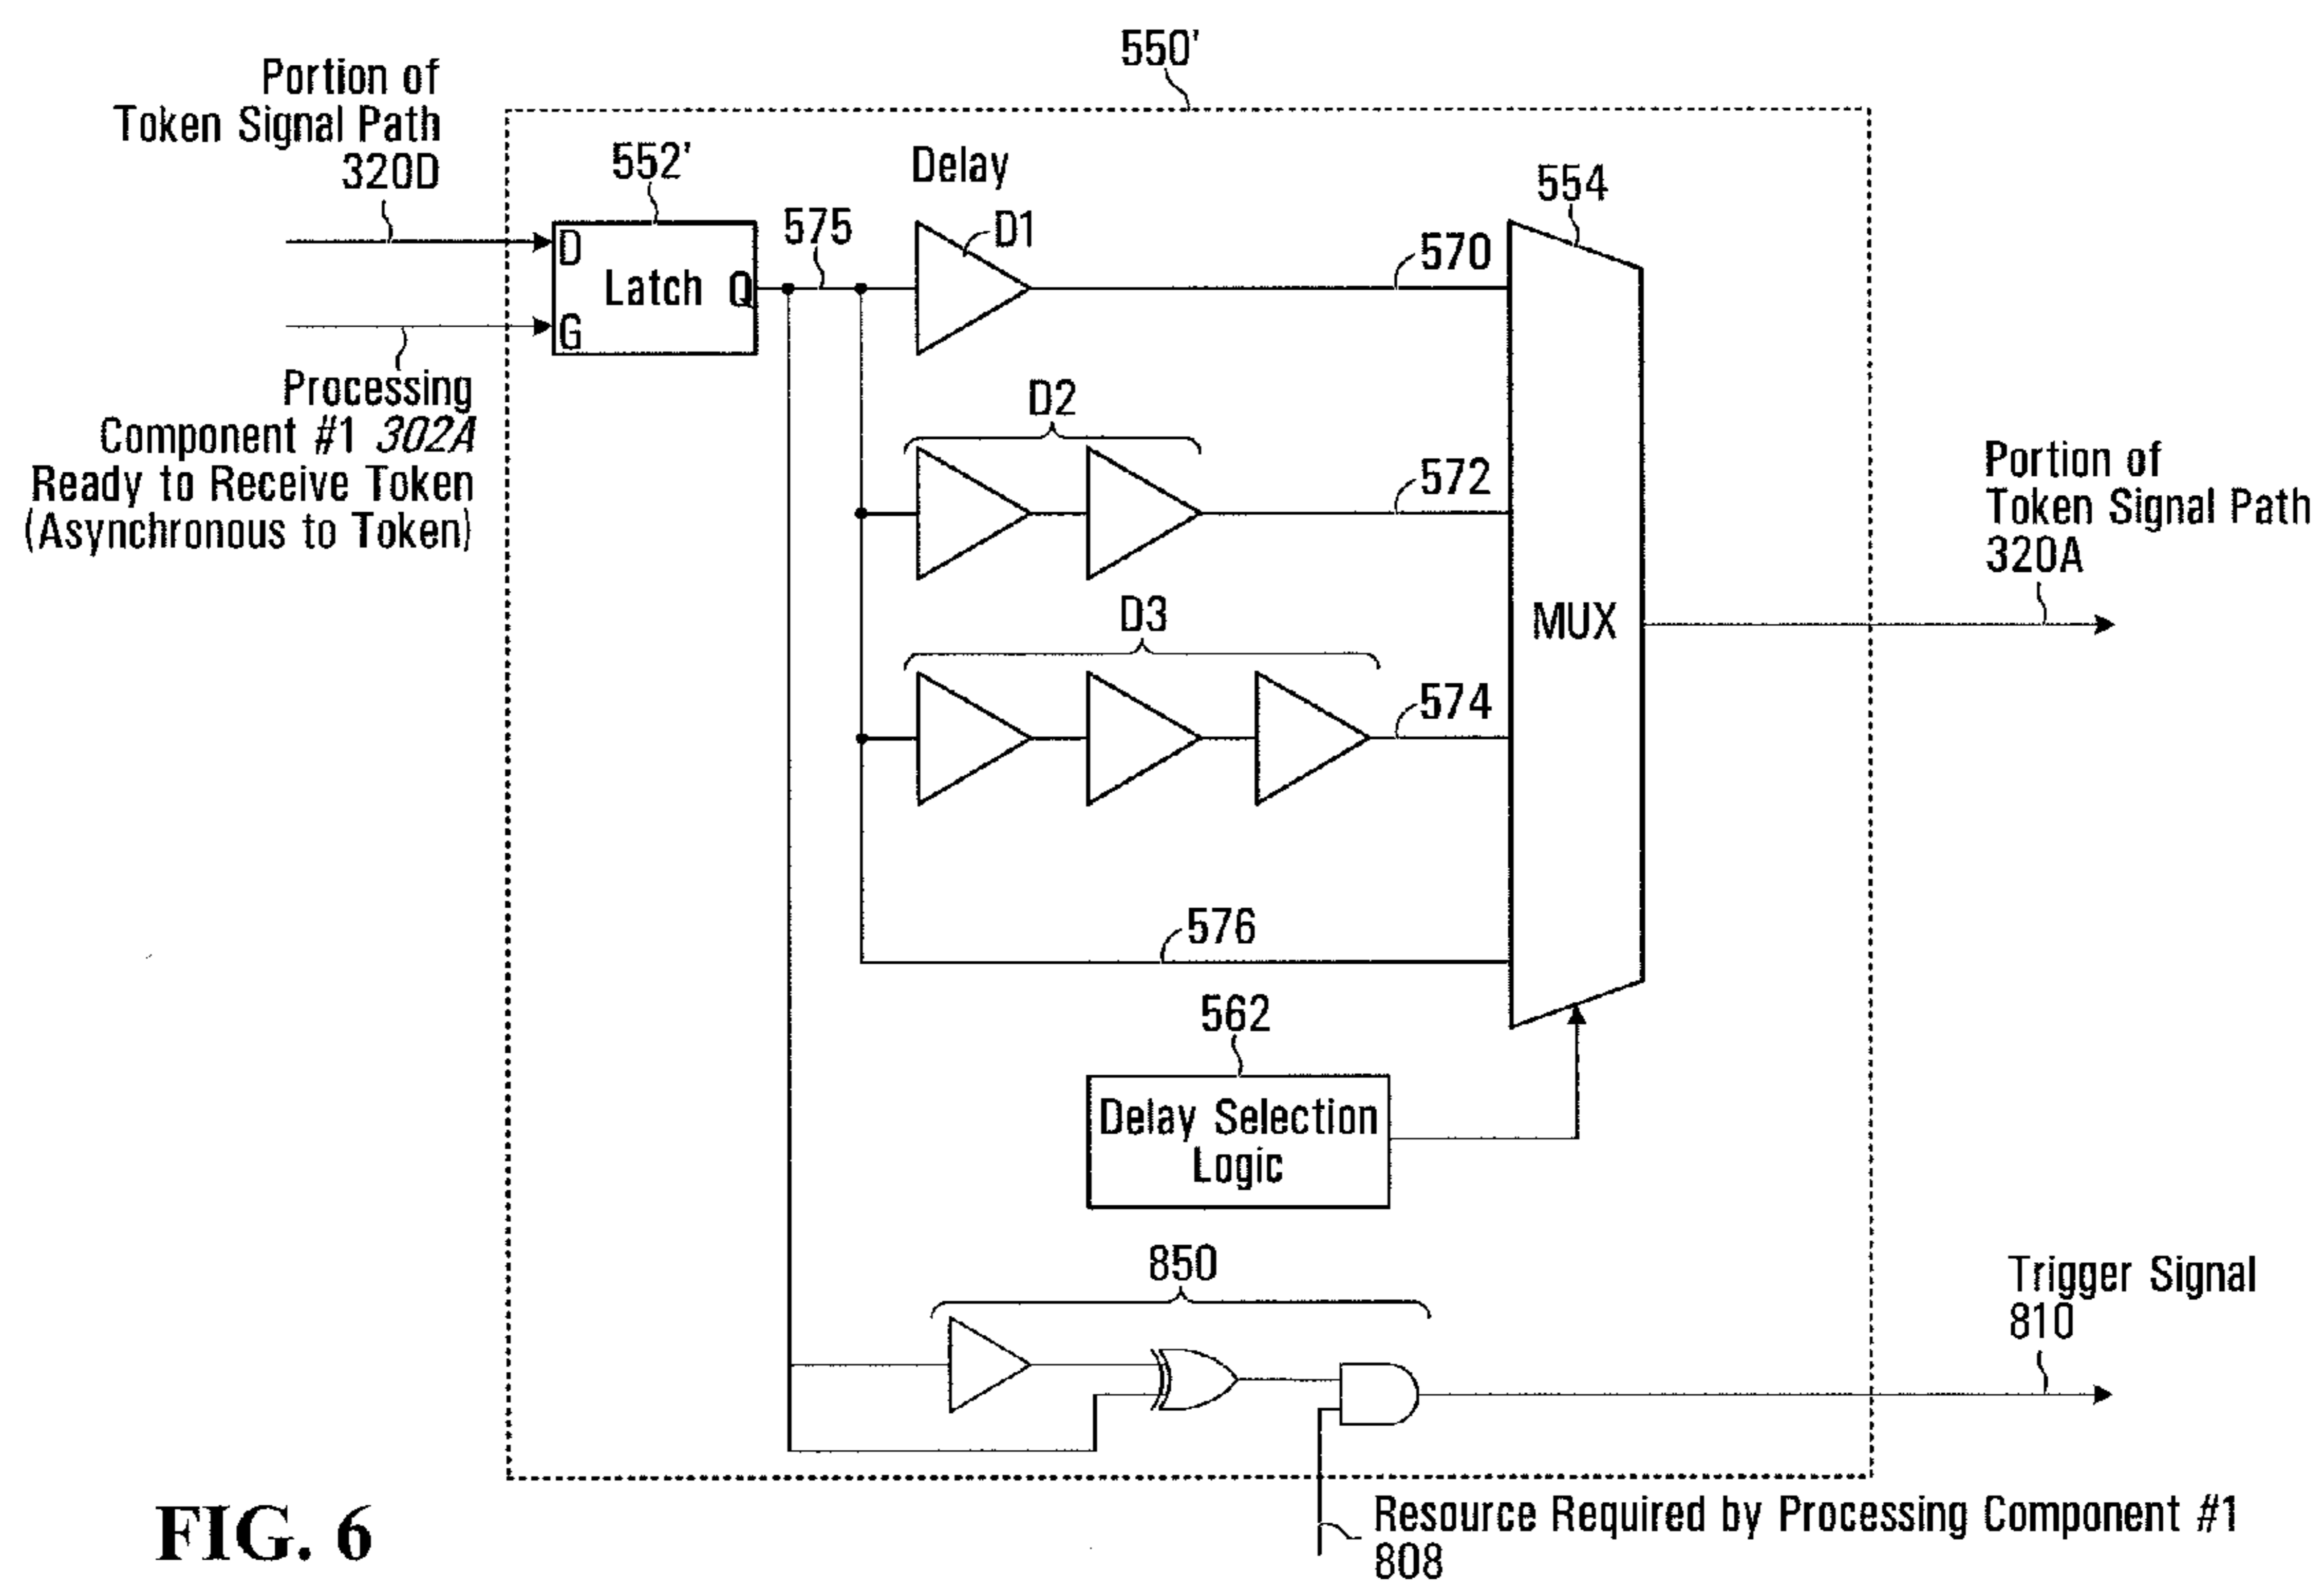 550'
Portion of
Token Signal Path
320D
552'
Delay
554
575
D1
570
D
Latch
Q
G
Processing
Component #1 302A
Ready to Receive Token
(Asynchronous to Token)
D2
572
Portion of
Token Signal Path
320A
D3
MUX
574
576
562
Delay Selection
Logic
850
Trigger Signal
810
Resource Required by Processing Component #1
808
FIG. 6